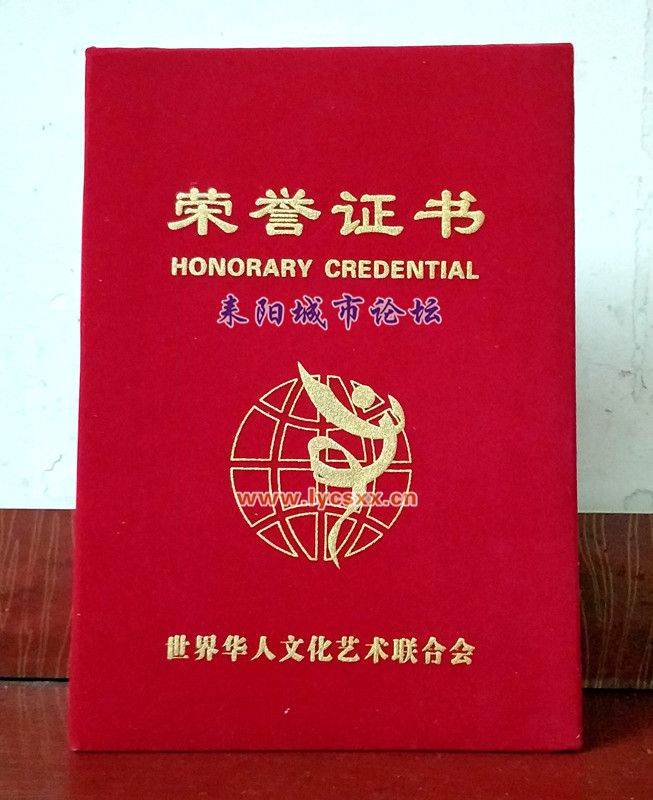 荣誉证书
HONORARY CREDENTIAL
耒阳城市论坛
www.lycsxx.cn
世界华人文化艺术联合会